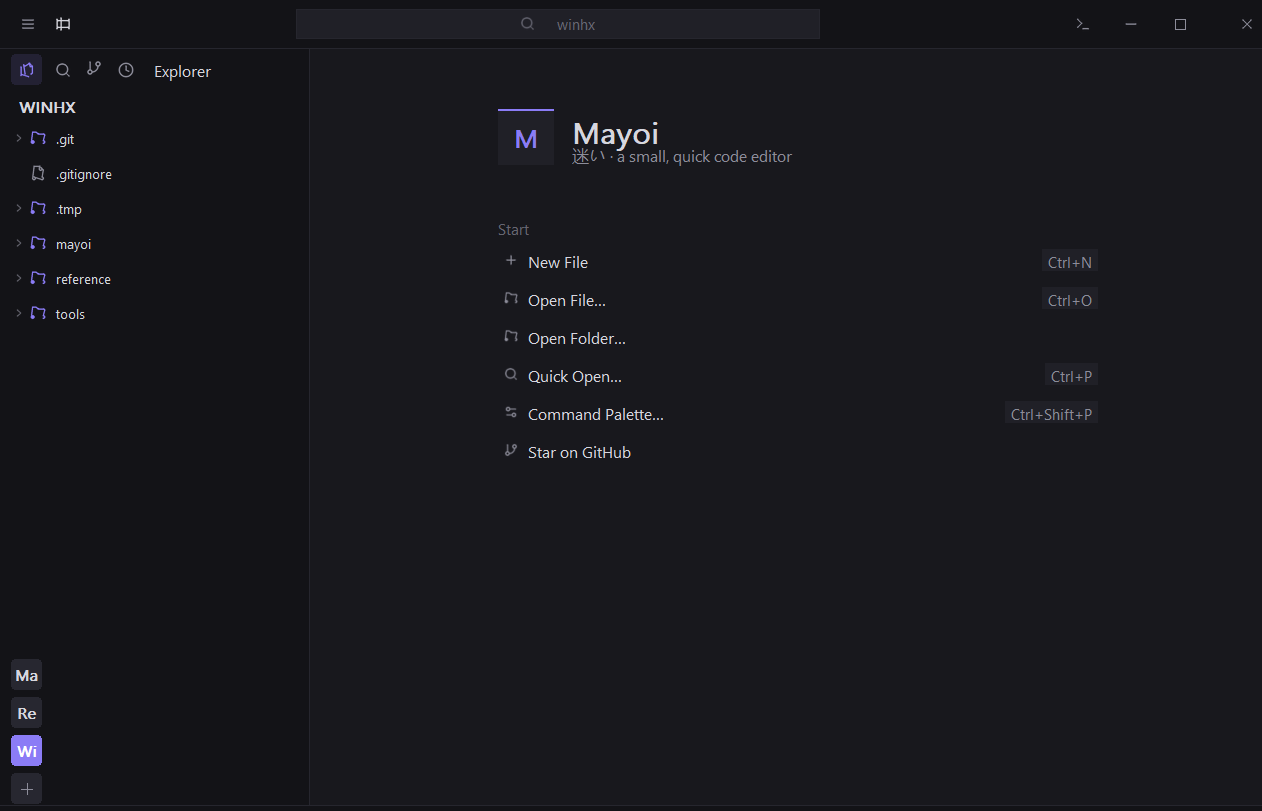 winhx
Explorer
WINHX
.git
.gitignore
.tmp
mayoi
reference
tools
Ma
Re
Wi
M
Mayoi
迷い · a small, quick code editor
Start
New File Ctrl+N
Open File... Ctrl+O
Open Folder...
Quick Open... Ctrl+P
Command Palette... Ctrl+Shift+P
Star on GitHub